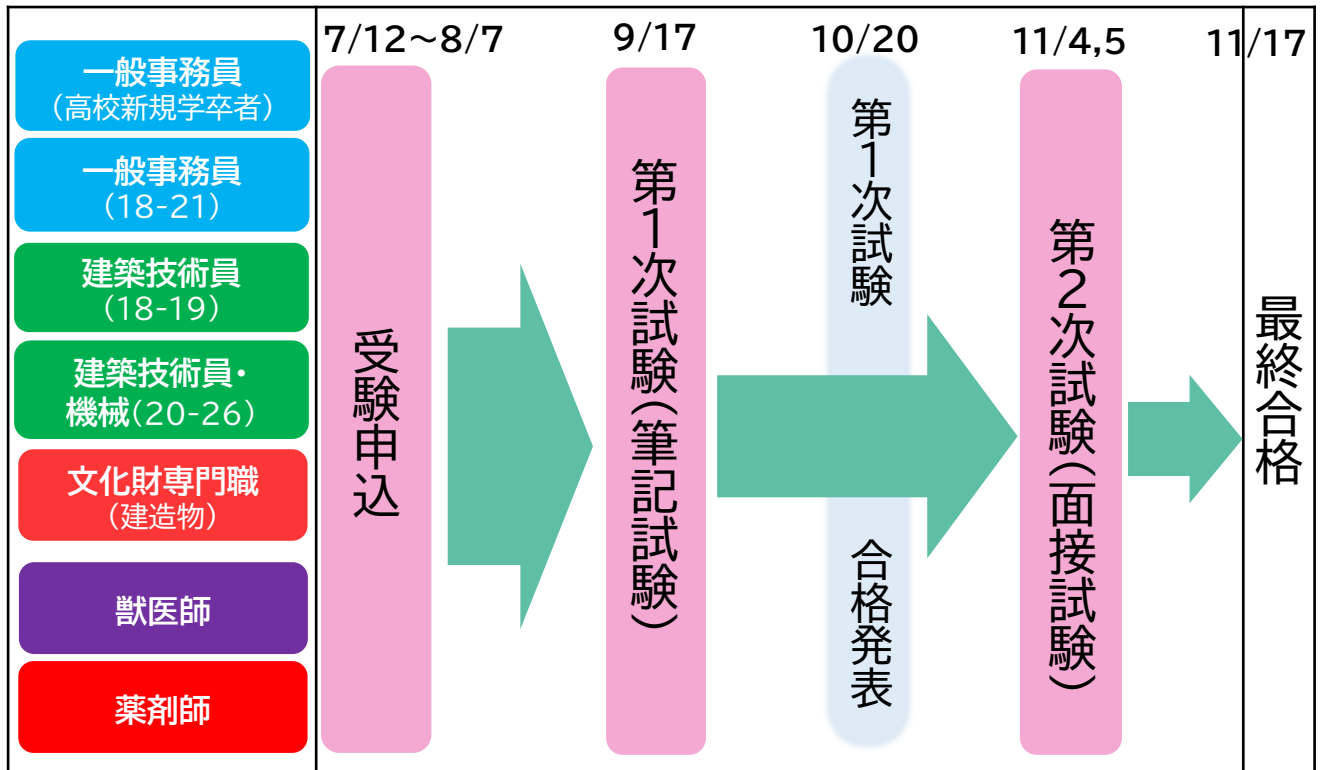 7/12～8/7
9/17
10/20
11/4,5
11/17
一般事務員
（高校新規学卒者）
一般事務員
（18-21）
建築技術員
（18-19）
建築技術員・
機械（20-26）
文化財専門職
（建造物）
獣医師
薬剤師
受験申込
第１次試験（筆記試験）
第１次試験
合格発表
第２次試験（面接試験）
最終合格